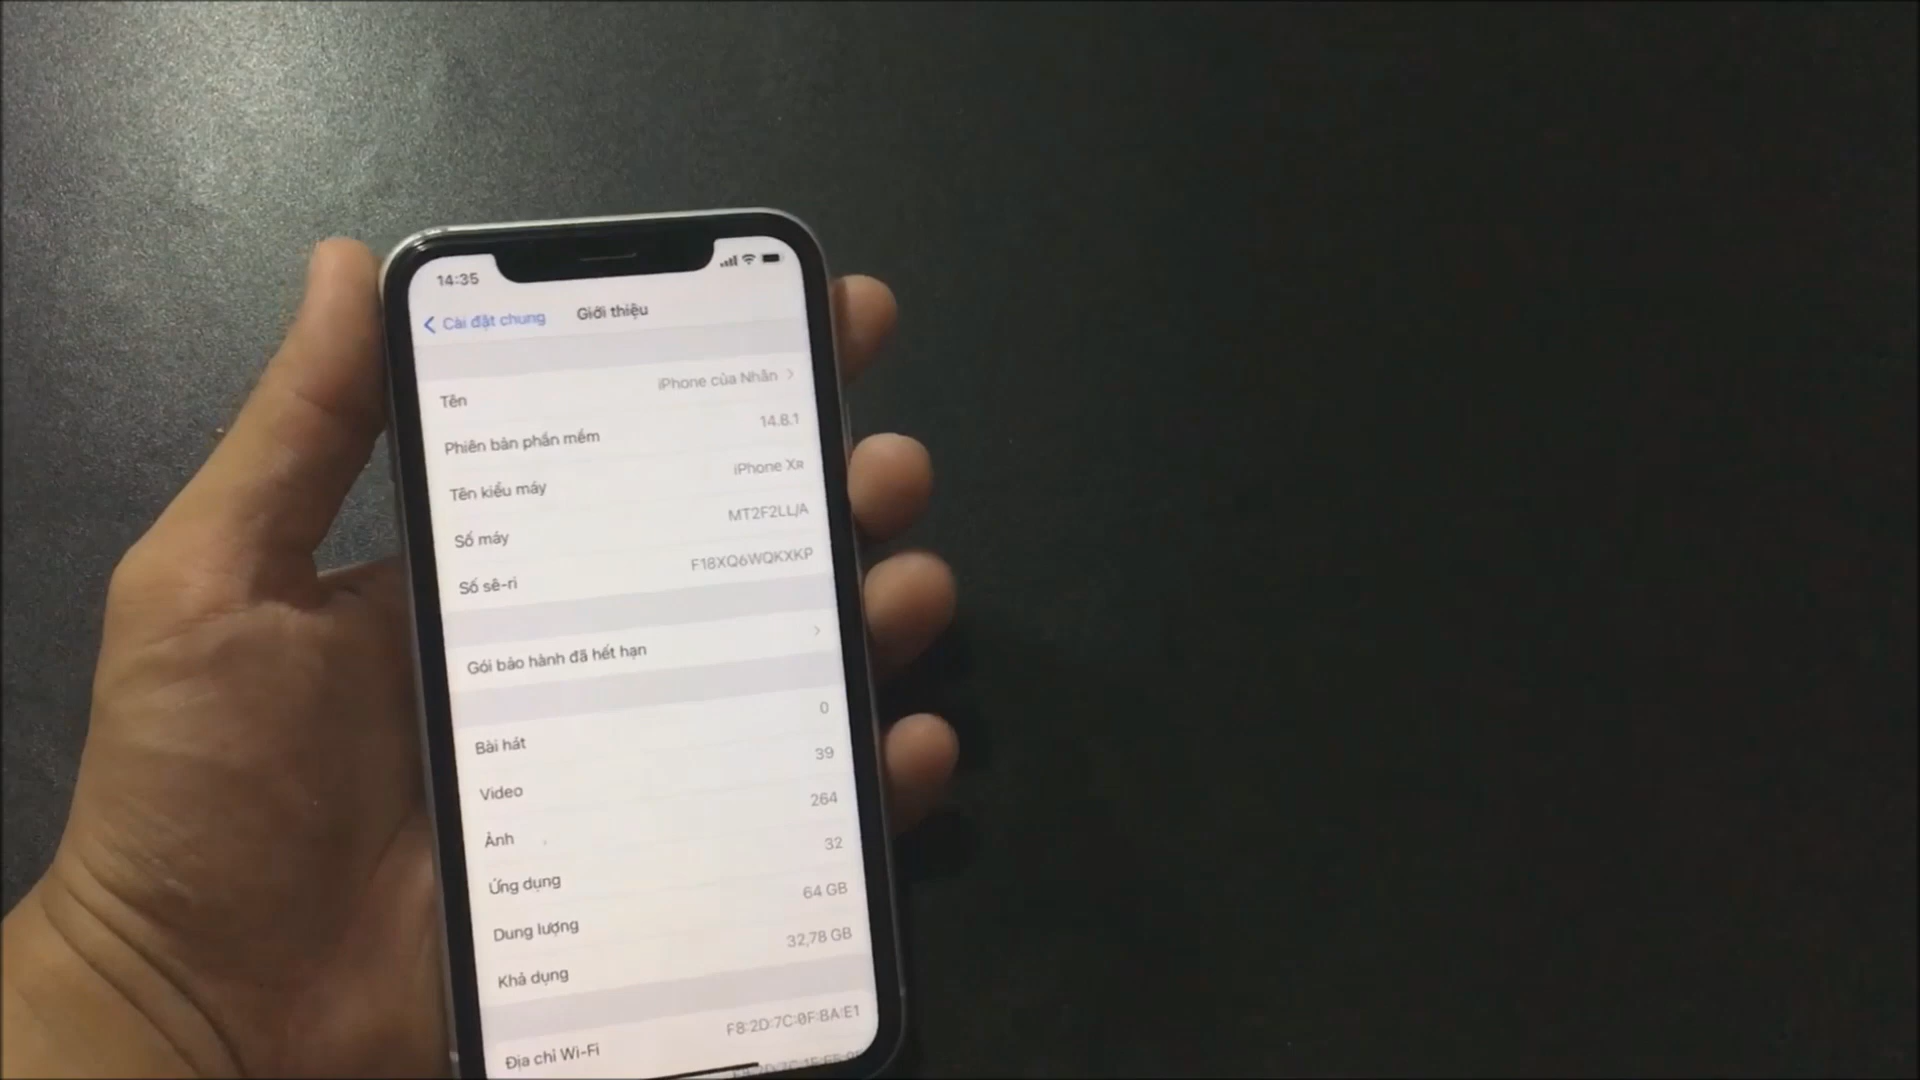 14:35
Cài đặt chung
Giới thiệu
Tên
iPhone của Nhân
Phiên bản phần mềm
14.8.1
Tên kiểu máy
iPhone XR
Số máy
MT2F2LL/A
Số sê-ri
F18XQ6WQKXKP
Gói bảo hành đã hết hạn
Bài hát
0
Video
39
Ảnh
264
Ứng dụng
32
Dung lượng
64 GB
Khả dụng
32,78 GB
Địa chỉ Wi-Fi
F8:2D:7C:0F:BA:E1